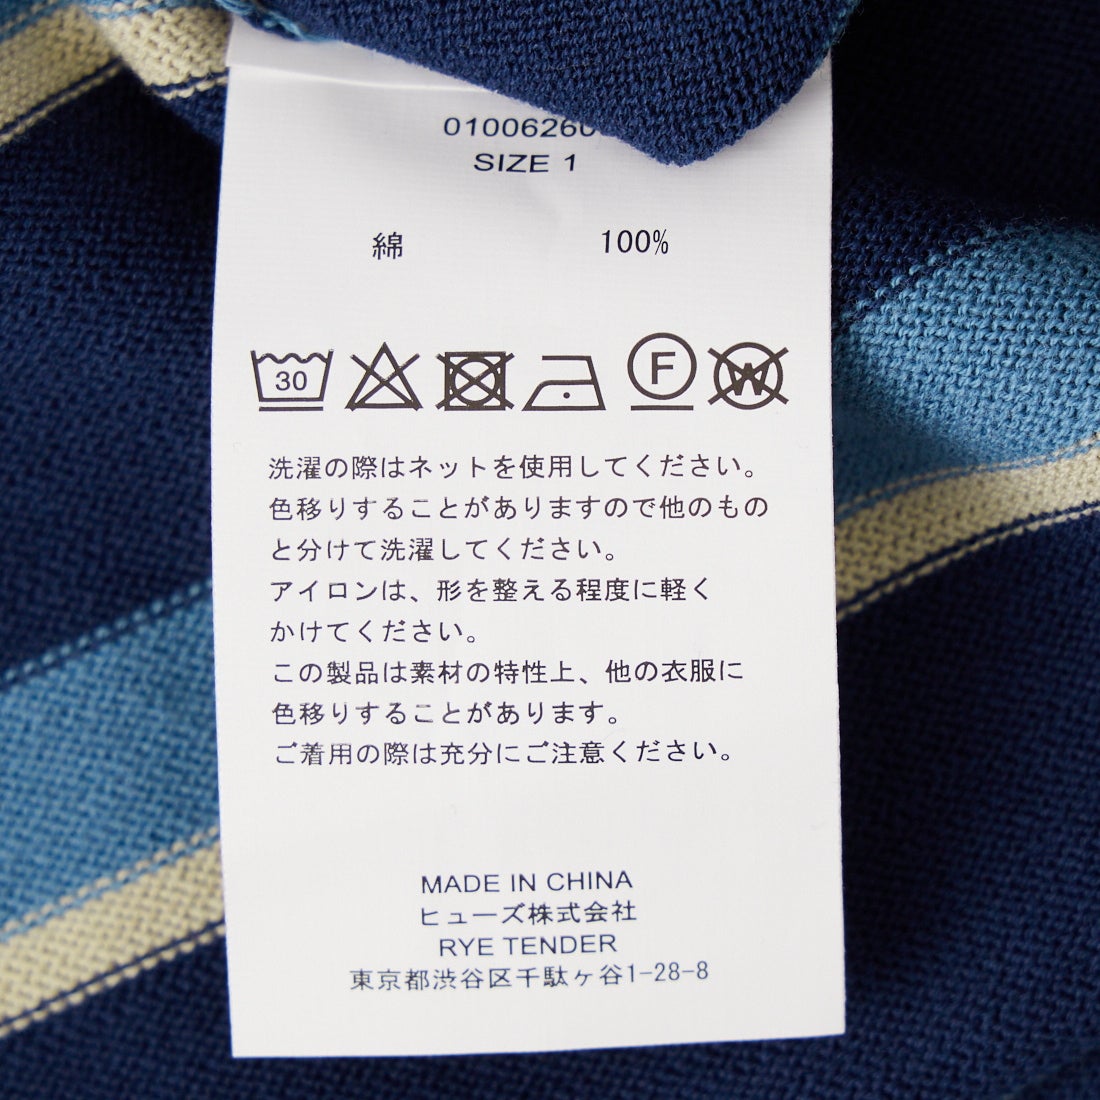 SIZE 1
綿 100%
30 F W
洗濯の際はネットを使用してください。
色移りすることがありますので他のもの
と分けて洗濯してください。
アイロンは、形を整える程度に軽く
かけてください。
この製品は素材の特性上、他の衣服に
色移りすることがあります。
ご着用の際は充分にご注意ください。
MADE IN CHINA
ヒューズ株式会社
RYE TENDER
東京都渋谷区千駄ヶ谷1-28-8